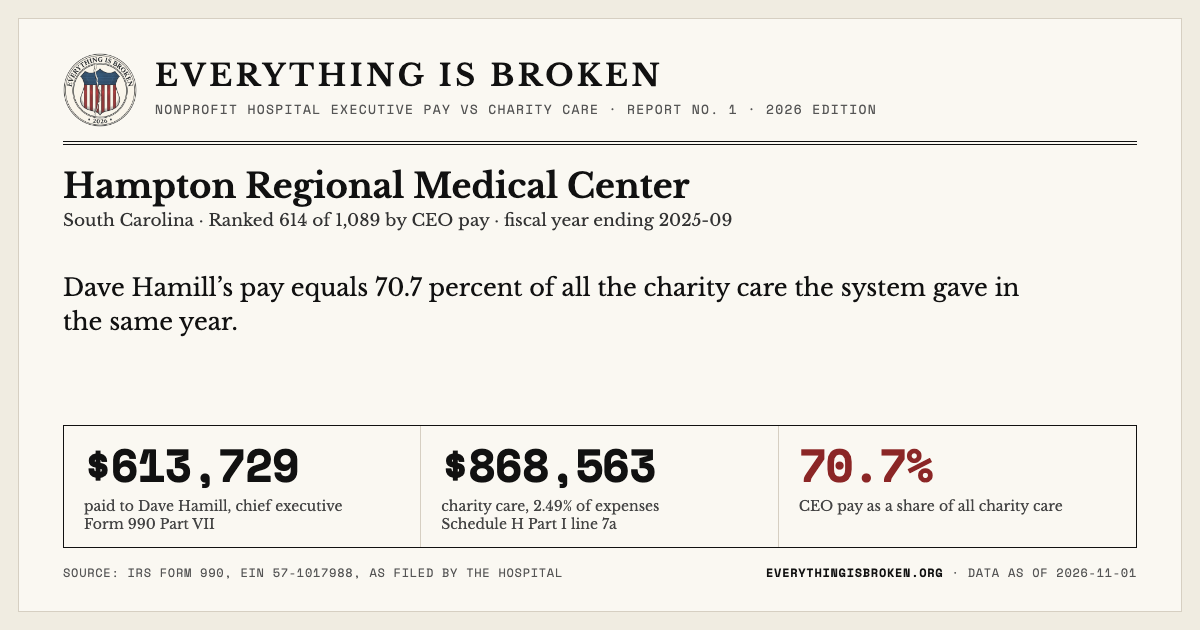 EVERYTHING IS BROKEN
· 2026 ·
EVERYTHING IS BROKEN
NONPROFIT HOSPITAL EXECUTIVE PAY VS CHARITY CARE · REPORT NO. 1 · 2026 EDITION
Hampton Regional Medical Center
South Carolina · Ranked 614 of 1,089 by CEO pay · fiscal year ending 2025-09
Dave Hamill’s pay equals 70.7 percent of all the charity care the system gave in
the same year.
$613,729
paid to Dave Hamill, chief executive
Form 990 Part VII
$868,563
charity care, 2.49% of expenses
Schedule H Part I line 7a
70.7%
CEO pay as a share of all charity care
SOURCE: IRS FORM 990, EIN 57-1017988, AS FILED BY THE HOSPITAL
EVERYTHINGISBROKEN.ORG · DATA AS OF 2026-11-01